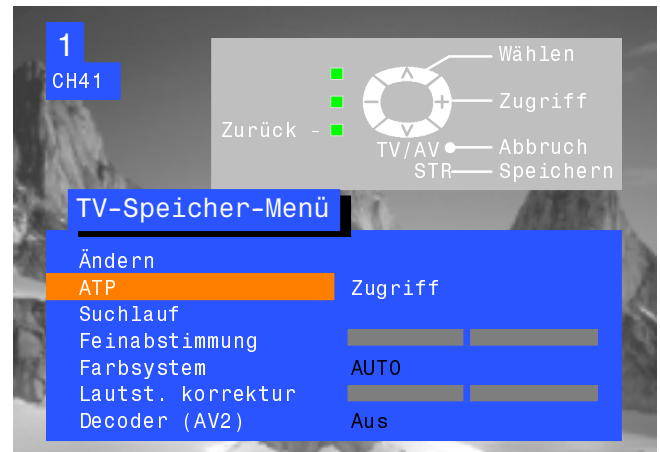 1
CH41
Wählen
Zugriff
Zurück -
TV/AV Abbruch
STR Speichern
TV-Speicher-Menü
Ändern
ATP Zugriff
Suchlauf
Feinabstimmung
Farbsystem AUTO
Lautst. korrektur
Decoder (AV2) Aus